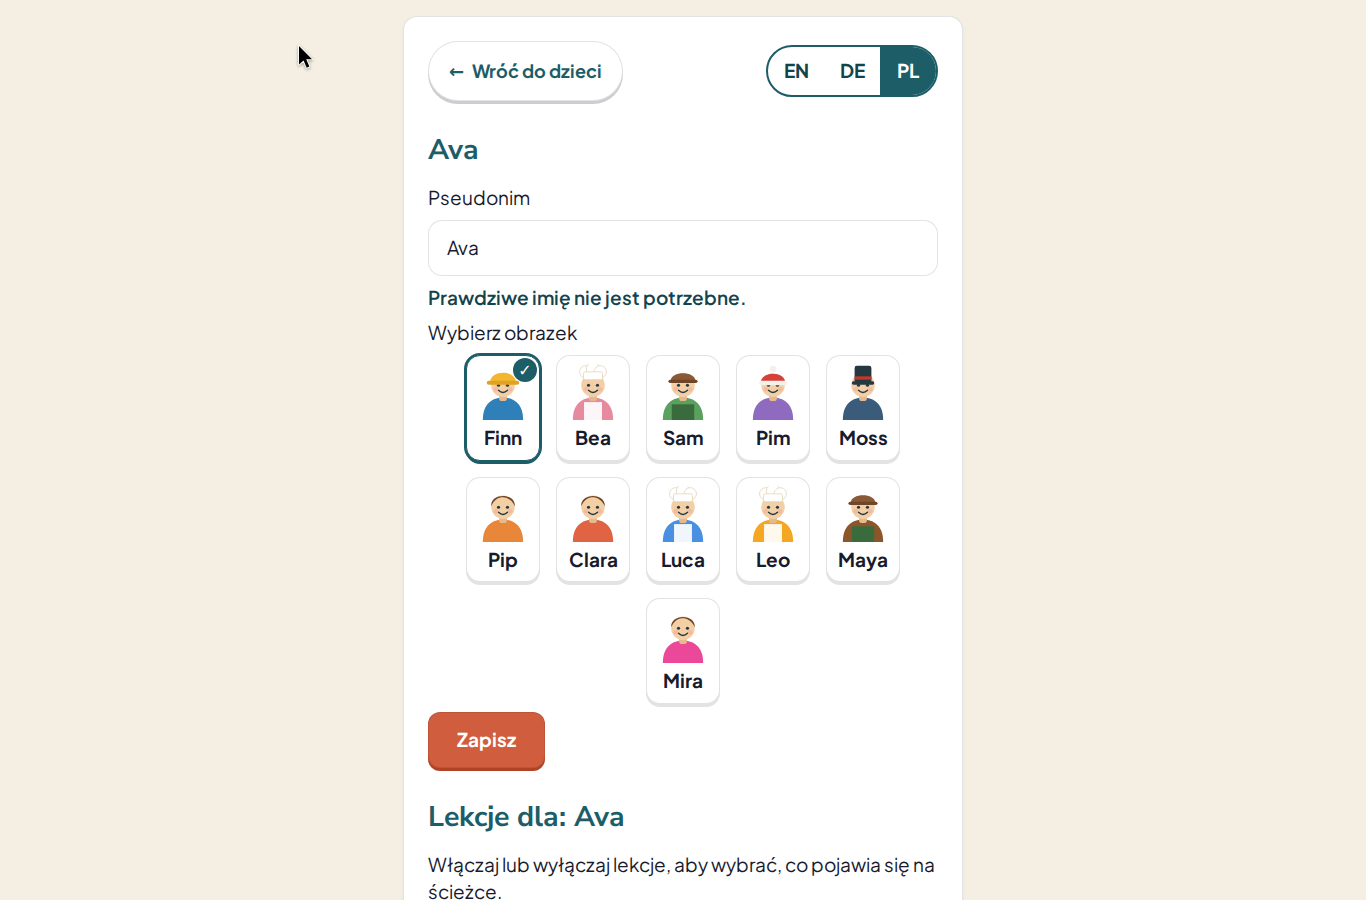 ← Wróć do dzieci
EN DE PL
Ava
Pseudonim
Ava
Prawdziwe imię nie jest potrzebne.
Wybierz obrazek
✓
Finn Bea Sam Pim Moss
Pip Clara Luca Leo Maya
Mira
Zapisz
Lekcje dla: Ava
Włączaj lub wyłączaj lekcje, aby wybrać, co pojawia się na
ścieżce.